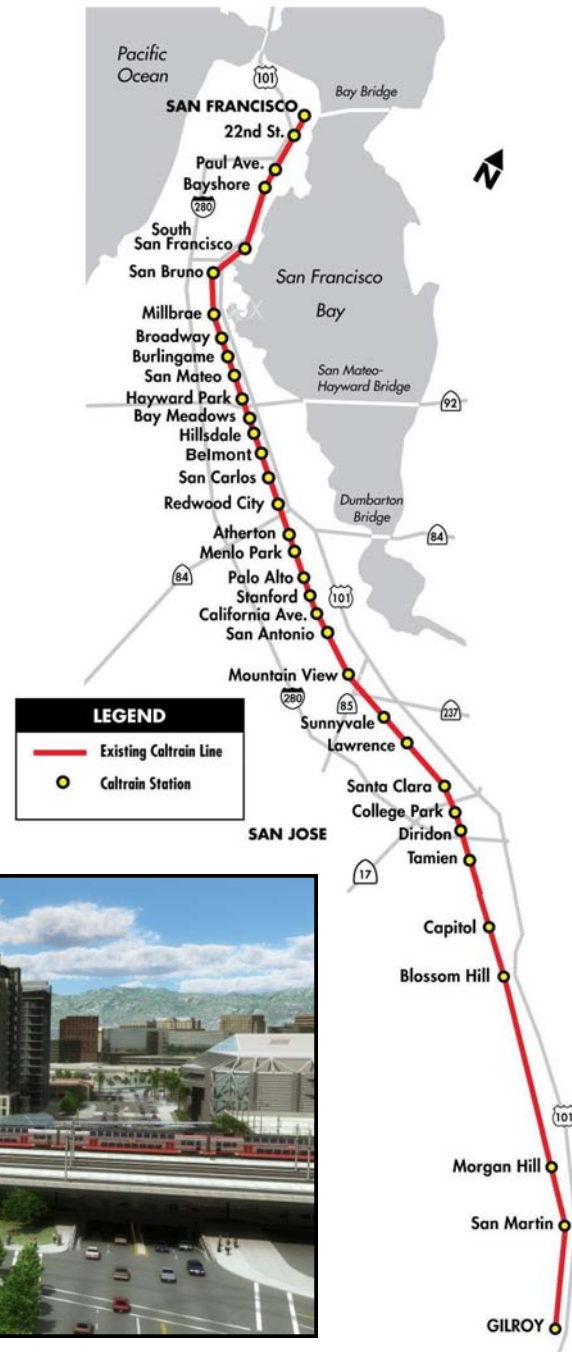 Pacific
Ocean
101
Bay Bridge
SAN FRANCISCO
22nd St.
N
Paul Ave.
Bayshore
280
South
San Francisco
San Bruno
San Francisco
Bay
Millbrae
Broadway
Burlingame
San Mateo
San Mateo-
Hayward Bridge
Hayward Park
92
Bay Meadows
Hillsdale
Belmont
San Carlos
Redwood City
Dumbarton
Bridge
Atherton
84
Menlo Park
84
Palo Alto
Stanford
101
California Ave.
San Antonio
Mountain View
280
85
237
Sunnyvale
Lawrence
LEGEND
Existing Caltrain Line
Caltrain Station
Santa Clara
College Park
SAN JOSE
Diridon
Tamien
17
Capitol
Blossom Hill
101
Morgan Hill
San Martin
GILROY